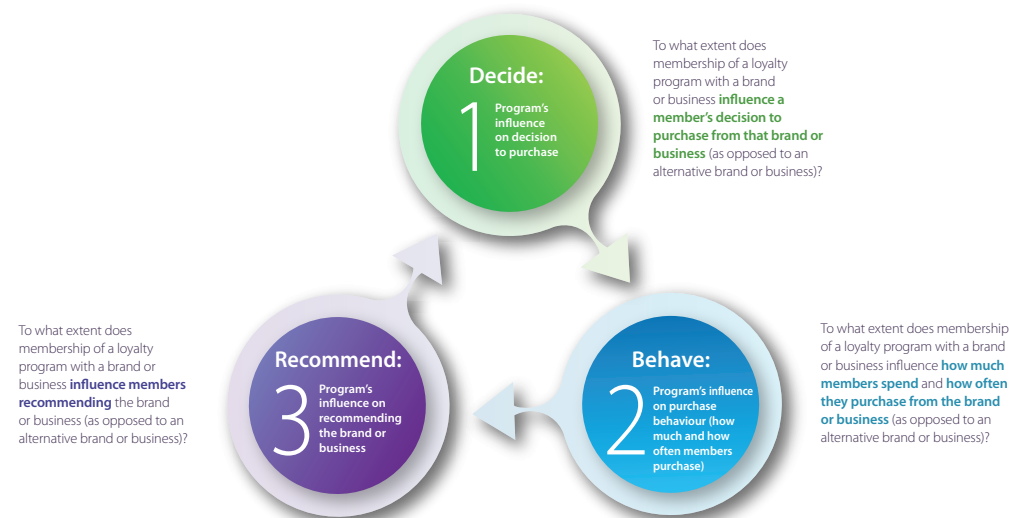 Decide:
1
Program's
influence
on decision
to purchase
To what extent does
membership of a loyalty
program with a brand
or business influence a
member's decision to
purchase from that brand or
business (as opposed to an
alternative brand or business)?
Behave:
2
Program's influence
on purchase
behaviour (how
much and how
often members
purchase)
To what extent does membership
of a loyalty program with a brand
or business influence how much
members spend and how often
they purchase from the brand
or business (as opposed to an
alternative brand or business)?
Recommend:
3
Program's
influence on
recommending
the brand or
business
To what extent does
membership of a loyalty
program with a brand or
business influence members
recommending the brand
or business (as opposed to an
alternative brand or business)?